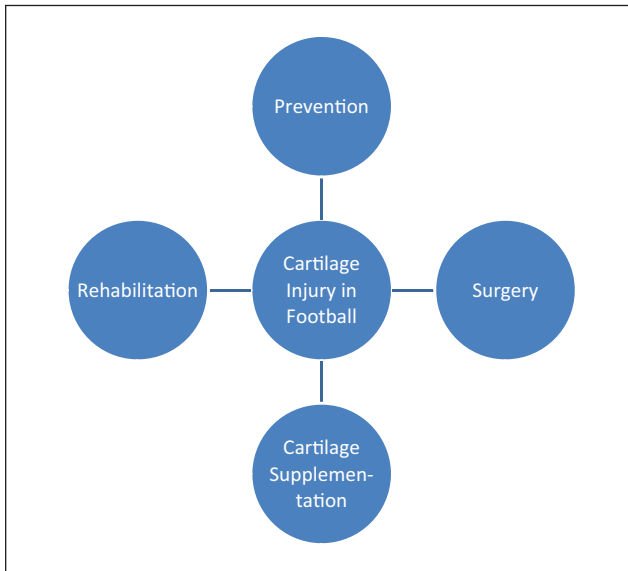 Prevention
Rehabilitation
Cartilage
Injury in
Football
Surgery
Cartilage
Supplemen-
tation